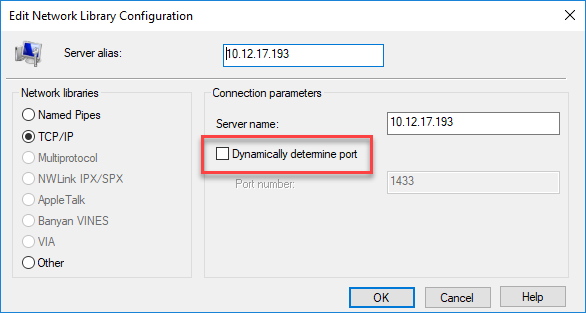 Edit Network Library Configuration
Server alias: 10.12.17.193
Network libraries
Named Pipes
TCP/IP
Multiprotocol
NWLink IPX/SPX
AppleTalk
Banyan VINES
VIA
Other
Connection parameters
Server name: 10.12.17.193
Dynamically determine port
Port number: 1433
OK Cancel Help